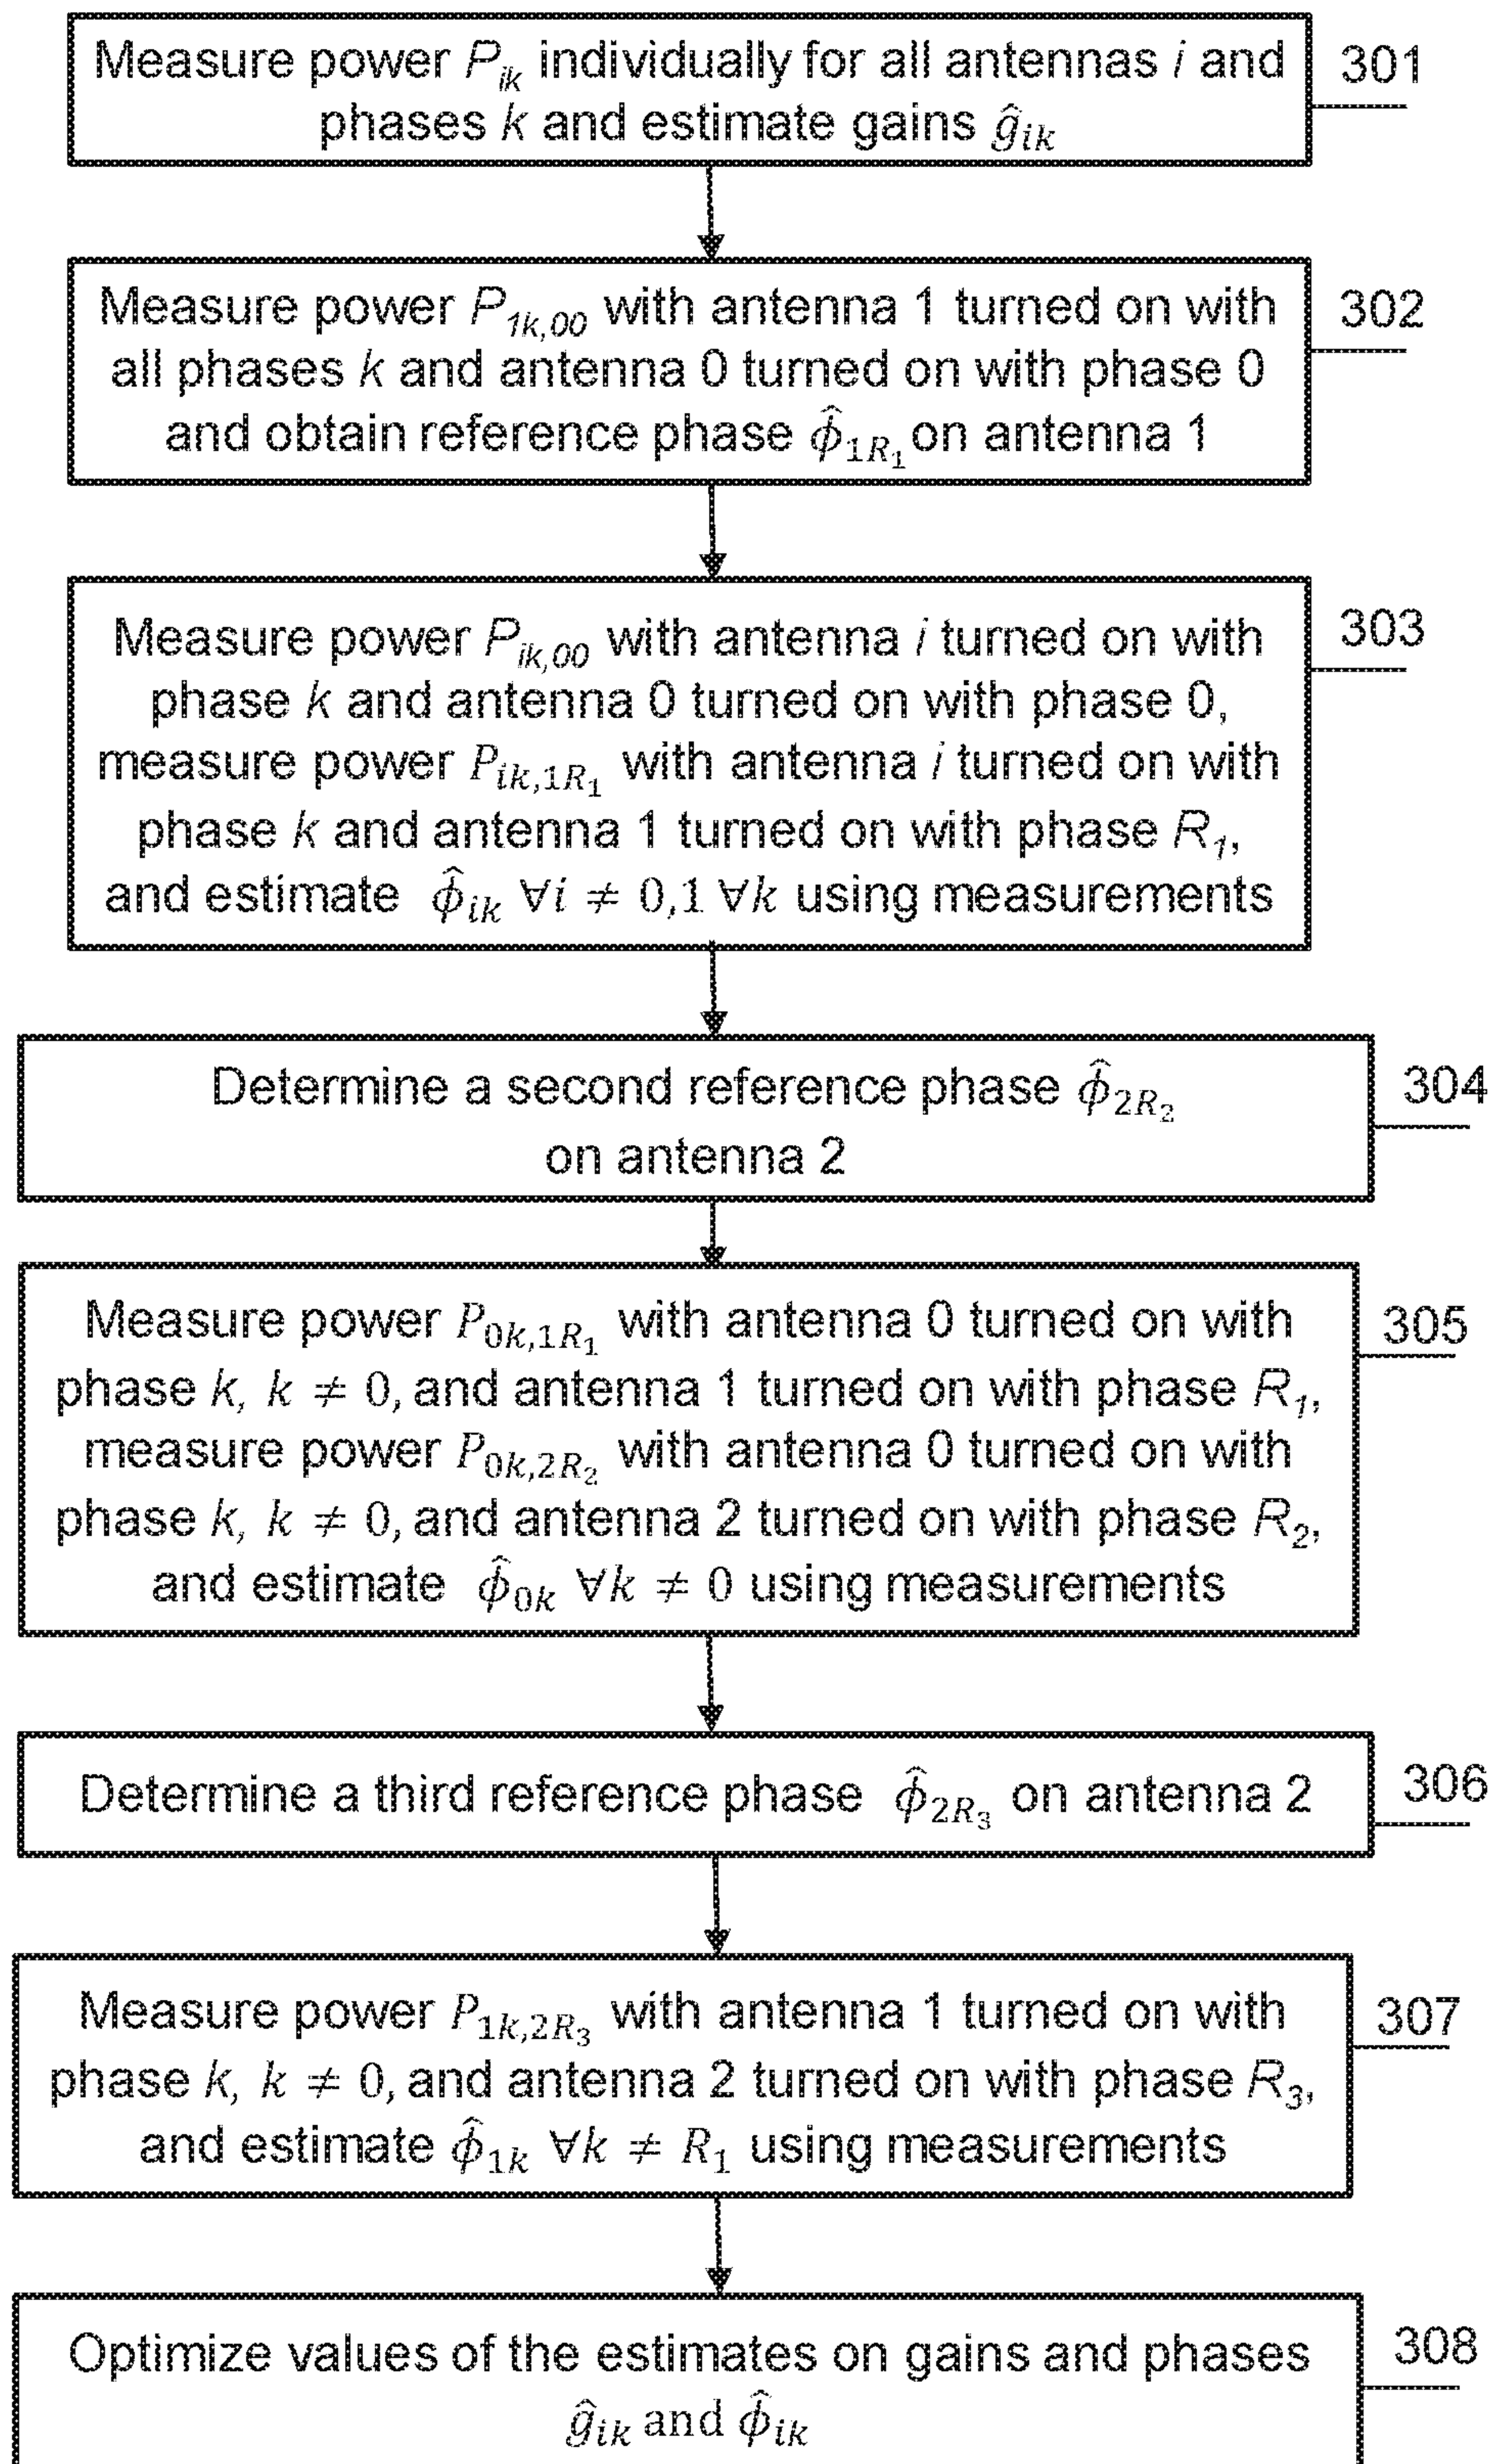 Measure power P_ik individually for all antennas i and
phases k and estimate gains ĝ_ik
301
Measure power P_1k,00 with antenna 1 turned on with
all phases k and antenna 0 turned on with phase 0
and obtain reference phase ϕ̂_1R₁ on antenna 1
302
Measure power P_ik,00 with antenna i turned on with
phase k and antenna 0 turned on with phase 0,
measure power P_ik,1R₁ with antenna i turned on with
phase k and antenna 1 turned on with phase R₁,
and estimate ϕ̂_ik ∀i ≠ 0,1 ∀k using measurements
303
Determine a second reference phase ϕ̂_2R₂
on antenna 2
304
Measure power P_0k,1R₁ with antenna 0 turned on with
phase k, k ≠ 0, and antenna 1 turned on with phase R₁,
measure power P_0k,2R₂ with antenna 0 turned on with
phase k, k ≠ 0, and antenna 2 turned on with phase R₂,
and estimate ϕ̂_0k ∀k ≠ 0 using measurements
305
Determine a third reference phase ϕ̂_2R₃ on antenna 2
306
Measure power P_1k,2R₃ with antenna 1 turned on with
phase k, k ≠ 0, and antenna 2 turned on with phase R₃,
and estimate ϕ̂_1k ∀k ≠ R₁ using measurements
307
Optimize values of the estimates on gains and phases
ĝ_ik and ϕ̂_ik
308